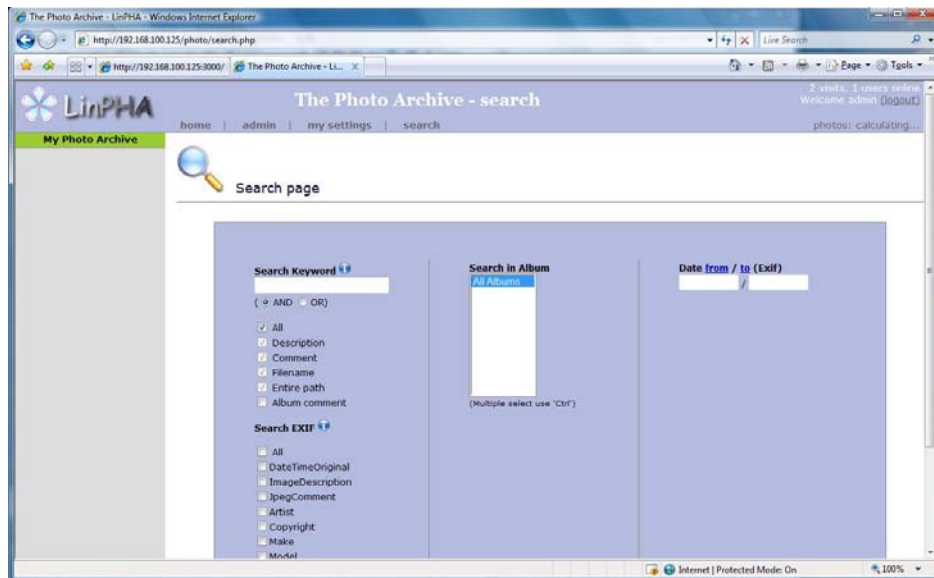 The Photo Archive - LinPHA - Windows Internet Explorer
http://192.168.100.125/photo/search.php
Live Search
http://192.168.100.125:3000/
The Photo Archive - Li...
Page
Tools
LinPHA
The Photo Archive - search
2 visits, 1 users online
Welcome admin (logout)
home | admin | my settings | search
photos: calculating...
My Photo Archive
Search page
Search Keyword
( AND OR)
All
Description
Comment
Filename
Entire path
Album comment
Search EXIF
All
DateTimeOriginal
ImageDescription
JpegComment
Artist
Copyright
Make
Model
Search in Album
All Albums
(Multiple select use 'Ctrl')
Date from / to (Exif)
/
Internet | Protected Mode: On
100%